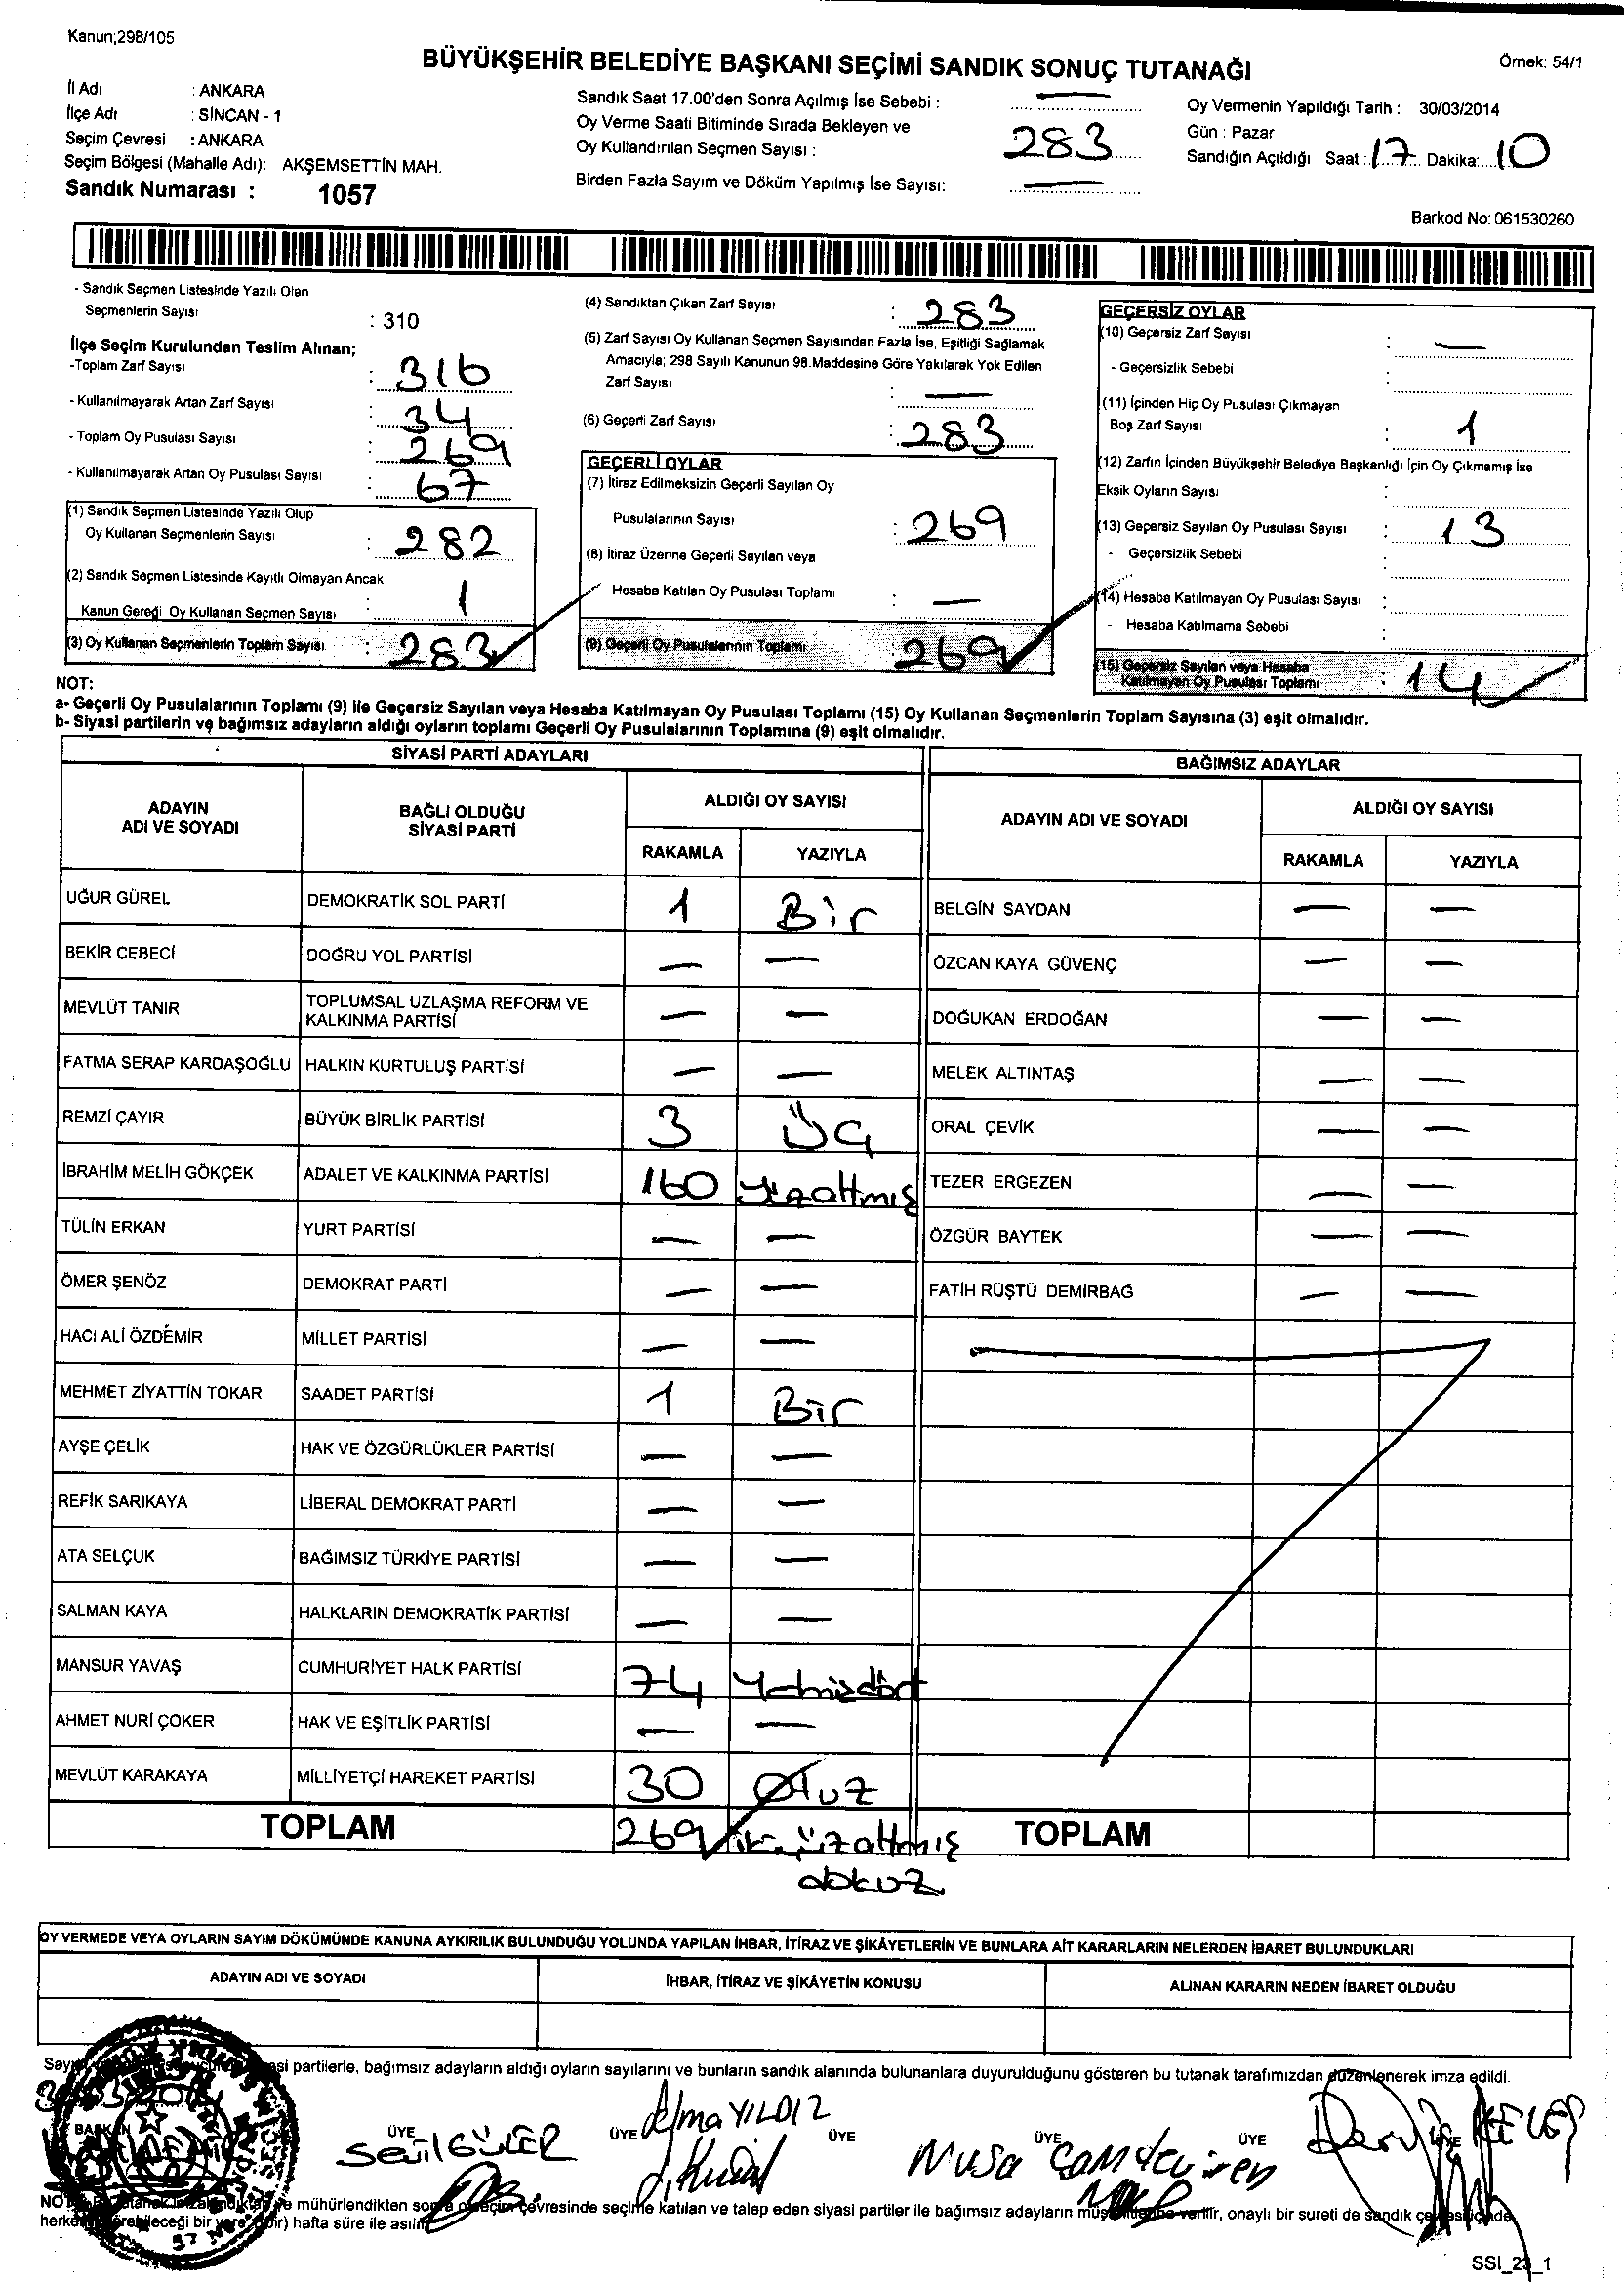 Kanun;298/105
BÜYÜKŞEHİR BELEDİYE BAŞKANI SEÇİMİ SANDIK SONUÇ TUTANAĞI
Örnek: 54/1
İl Adı : ANKARA
İlçe Adı : SİNCAN - 1
Seçim Çevresi : ANKARA
Seçim Bölgesi (Mahalle Adı): AKŞEMSETTİN MAH.
Sandık Numarası : 1057
Sandık Saat 17.00'den Sonra Açılmış İse Sebebi : —
Oy Verme Saati Bitiminde Sırada Bekleyen ve
Oy Kullandırılan Seçmen Sayısı : 283
Birden Fazla Sayım ve Döküm Yapılmış İse Sayısı: —
Oy Vermenin Yapıldığı Tarih : 30/03/2014
Gün : Pazar
Sandığın Açıldığı Saat : 17 Dakika: 10
Barkod No: 061530260
- Sandık Seçmen Listesinde Yazılı Olan
Seçmenlerin Sayısı : 310
İlçe Seçim Kurulundan Teslim Alınan;
-Toplam Zarf Sayısı : 316
- Kullanılmayarak Artan Zarf Sayısı : 34
- Toplam Oy Pusulası Sayısı : 269
- Kullanılmayarak Artan Oy Pusulası Sayısı : 67
(1) Sandık Seçmen Listesinde Yazılı Olup
Oy Kullanan Seçmenlerin Sayısı : 282
(2) Sandık Seçmen Listesinde Kayıtlı Olmayan Ancak
Kanun Gereği Oy Kullanan Seçmen Sayısı : 1
(3) Oy Kullanan Seçmenlerin Toplam Sayısı : 283
(4) Sandıktan Çıkan Zarf Sayısı : 283
(5) Zarf Sayısı Oy Kullanan Seçmen Sayısından Fazla İse, Eşitliği Sağlamak
Amacıyla; 298 Sayılı Kanunun 98.Maddesine Göre Yakılarak Yok Edilen
Zarf Sayısı : —
(6) Geçerli Zarf Sayısı : 283
GEÇERLİ OYLAR
(7) İtiraz Edilmeksizin Geçerli Sayılan Oy
Pusulalarının Sayısı : 269
(8) İtiraz Üzerine Geçerli Sayılan veya
Hesaba Katılan Oy Pusulası Toplamı : —
(9) Geçerli Oy Pusulalarının Toplamı : 269
GEÇERSİZ OYLAR
(10) Geçersiz Zarf Sayısı : —
- Geçersizlik Sebebi :
(11) İçinden Hiç Oy Pusulası Çıkmayan
Boş Zarf Sayısı : 1
(12) Zarfın İçinden Büyükşehir Belediye Başkanlığı İçin Oy Çıkmamış İse
Eksik Oyların Sayısı :
(13) Geçersiz Sayılan Oy Pusulası Sayısı : 13
- Geçersizlik Sebebi
(14) Hesaba Katılmayan Oy Pusulası Sayısı :
- Hesaba Katılmama Sebebi :
(15) Geçersiz Sayılan veya Hesaba
Katılmayan Oy Pusulası Toplamı : 14
NOT:
a- Geçerli Oy Pusulalarının Toplamı (9) ile Geçersiz Sayılan veya Hesaba Katılmayan Oy Pusulası Toplamı (15) Oy Kullanan Seçmenlerin Toplam Sayısına (3) eşit olmalıdır.
b- Siyasi partilerin ve bağımsız adayların aldığı oyların toplamı Geçerli Oy Pusulalarının Toplamına (9) eşit olmalıdır.
SİYASİ PARTİ ADAYLARI
BAĞIMSIZ ADAYLAR
ADAYIN ADI VE SOYADI
BAĞLI OLDUĞU SİYASİ PARTİ
ALDIĞI OY SAYISI
RAKAMLA YAZIYLA
ADAYIN ADI VE SOYADI
ALDIĞI OY SAYISI
RAKAMLA YAZIYLA
UĞUR GÜREL DEMOKRATİK SOL PARTİ 1 Bir BELGİN SAYDAN — —
BEKİR CEBECİ DOĞRU YOL PARTİSİ — — ÖZCAN KAYA GÜVENÇ — —
MEVLÜT TANIR TOPLUMSAL UZLAŞMA REFORM VE KALKINMA PARTİSİ — — DOĞUKAN ERDOĞAN — —
FATMA SERAP KARDAŞOĞLU HALKIN KURTULUŞ PARTİSİ — — MELEK ALTINTAŞ — —
REMZİ ÇAYIR BÜYÜK BİRLİK PARTİSİ 3 Üç ORAL ÇEVİK — —
İBRAHİM MELİH GÖKÇEK ADALET VE KALKINMA PARTİSİ 160 Yüzaltmış TEZER ERGEZEN — —
TÜLİN ERKAN YURT PARTİSİ — — ÖZGÜR BAYTEK — —
ÖMER ŞENÖZ DEMOKRAT PARTİ — — FATİH RÜŞTÜ DEMİRBAĞ — —
HACI ALİ ÖZDEMİR MİLLET PARTİSİ — —
MEHMET ZİYATTİN TOKAR SAADET PARTİSİ 1 Bir
AYŞE ÇELİK HAK VE ÖZGÜRLÜKLER PARTİSİ — —
REFİK SARIKAYA LİBERAL DEMOKRAT PARTİ — —
ATA SELÇUK BAĞIMSIZ TÜRKİYE PARTİSİ — —
SALMAN KAYA HALKLARIN DEMOKRATİK PARTİSİ — —
MANSUR YAVAŞ CUMHURİYET HALK PARTİSİ 74 Yetmişdört
AHMET NURİ ÇOKER HAK VE EŞİTLİK PARTİSİ — —
MEVLÜT KARAKAYA MİLLİYETÇİ HAREKET PARTİSİ 30 Otuz
TOPLAM 269 ikiyüzaltmış dokuz TOPLAM
OY VERMEDE VEYA OYLARIN SAYIM DÖKÜMÜNDE KANUNA AYKIRILIK BULUNDUĞU YOLUNDA YAPILAN İHBAR, İTİRAZ VE ŞİKÂYETLERİN VE BUNLARA AİT KARARLARIN NELERDEN İBARET BULUNDUKLARI
ADAYIN ADI VE SOYADI
İHBAR, İTİRAZ VE ŞİKÂYETİN KONUSU
ALINAN KARARIN NEDEN İBARET OLDUĞU
partilerle, bağımsız adayların aldığı oyların sayılarını ve bunların sandık alanında bulunanlara duyurulduğunu gösteren bu tutanak tarafımızdan düzenlenerek imza edildi.
BAŞKAN ÜYE ÜYE ÜYE ÜYE ÜYE
Sevil GÜLER YILDIZ Musa
mühürlendikten sonra o seçim çevresinde seçime katılan ve talep eden siyasi partiler ile bağımsız adayların verilir, onaylı bir sureti de sandık
hafta süre ile asılır
SSI_23_1